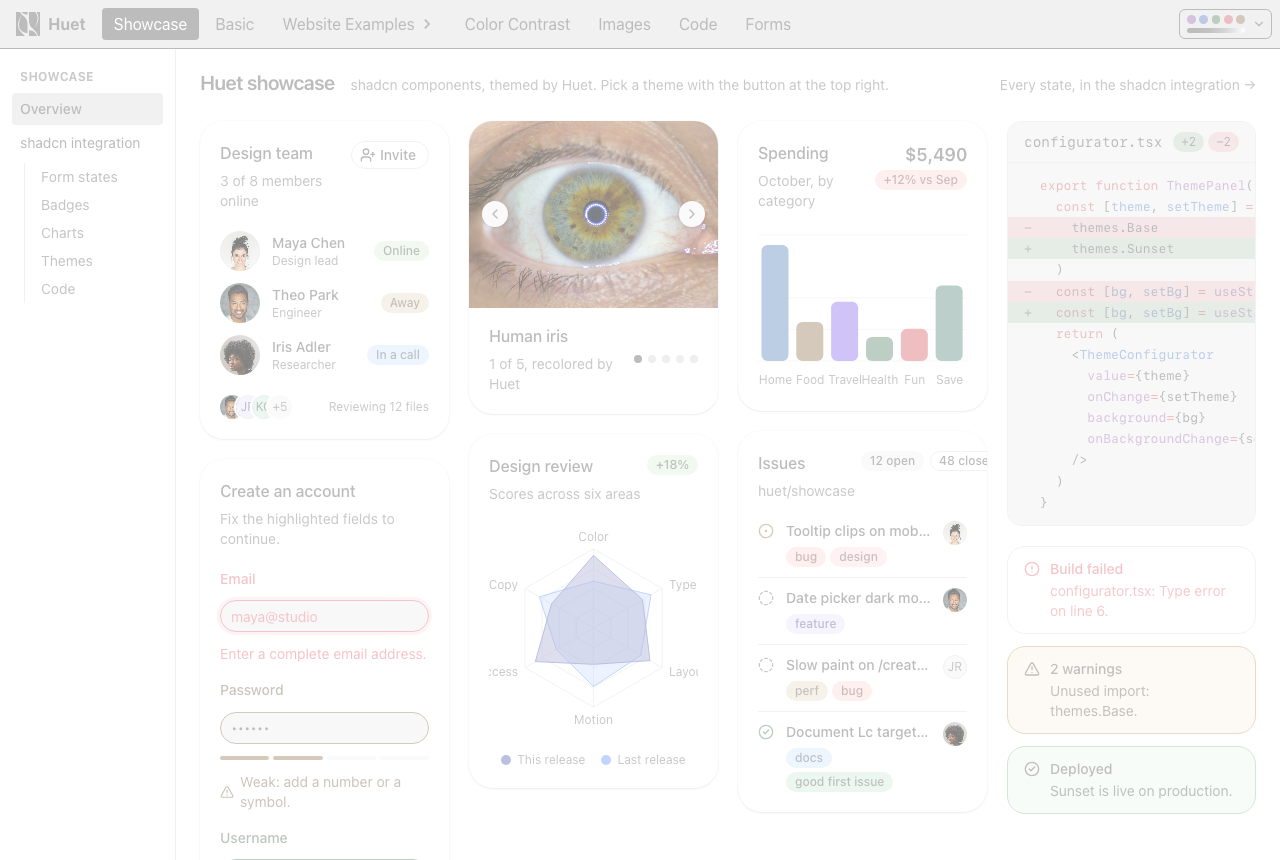 Huet
Showcase
Basic
Website Examples
Color Contrast
Images
Code
Forms
SHOWCASE
Overview
shadcn integration
Form states
Badges
Charts
Themes
Code
Huet showcase
shadcn components, themed by Huet. Pick a theme with the button at the top right.
Every state, in the shadcn integration →
Design team
Invite
3 of 8 members
online
Maya Chen
Design lead
Online
Theo Park
Engineer
Away
Iris Adler
Researcher
In a call
+5
Reviewing 12 files
Create an account
Fix the highlighted fields to
continue.
Email
maya@studio
Enter a complete email address.
Password
••••••
Weak: add a number or a
symbol.
Username
Human iris
1 of 5, recolored by
Huet
Design review
+18%
Scores across six areas
Color
Copy
Type
ccess
Layou
Motion
This release
Last release
Spending
$5,490
October, by
category
+12% vs Sep
Home Food Travel Health Fun Save
Issues
12 open
48 close
huet/showcase
Tooltip clips on mob...
bug
design
Date picker dark mo...
feature
Slow paint on /creat...
JR
perf
bug
Document Lc target...
docs
good first issue
configurator.tsx
+2
−2
export function ThemePanel(
const [theme, setTheme] =
− themes.Base
+ themes.Sunset
)
− const [bg, setBg] = useSt
+ const [bg, setBg] = useSt
return (
<ThemeConfigurator
value={theme}
onChange={setTheme}
background={bg}
onBackgroundChange={s
/>
)
}
Build failed
configurator.tsx: Type error
on line 6.
2 warnings
Unused import:
themes.Base.
Deployed
Sunset is live on production.